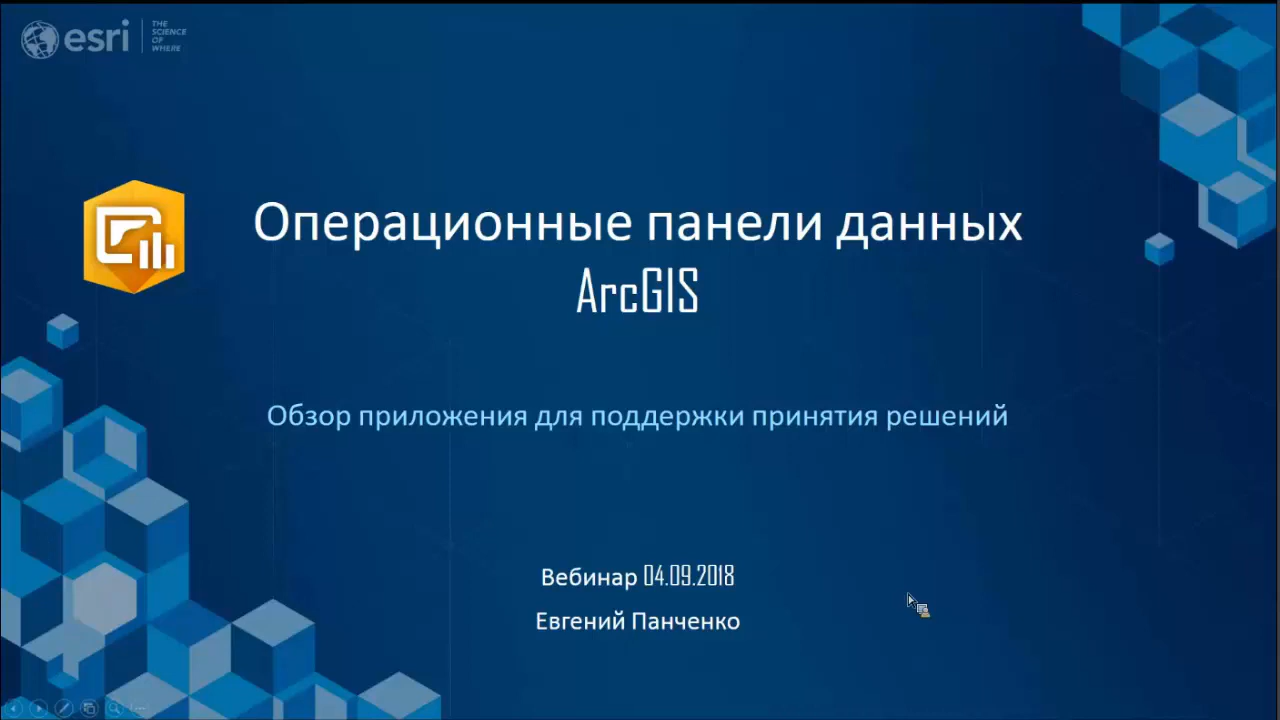 esri
THE
SCIENCE
OF
WHERE
Операционные панели данных
ArcGIS
Обзор приложения для поддержки принятия решений
Вебинар 04.09.2018
Евгений Панченко